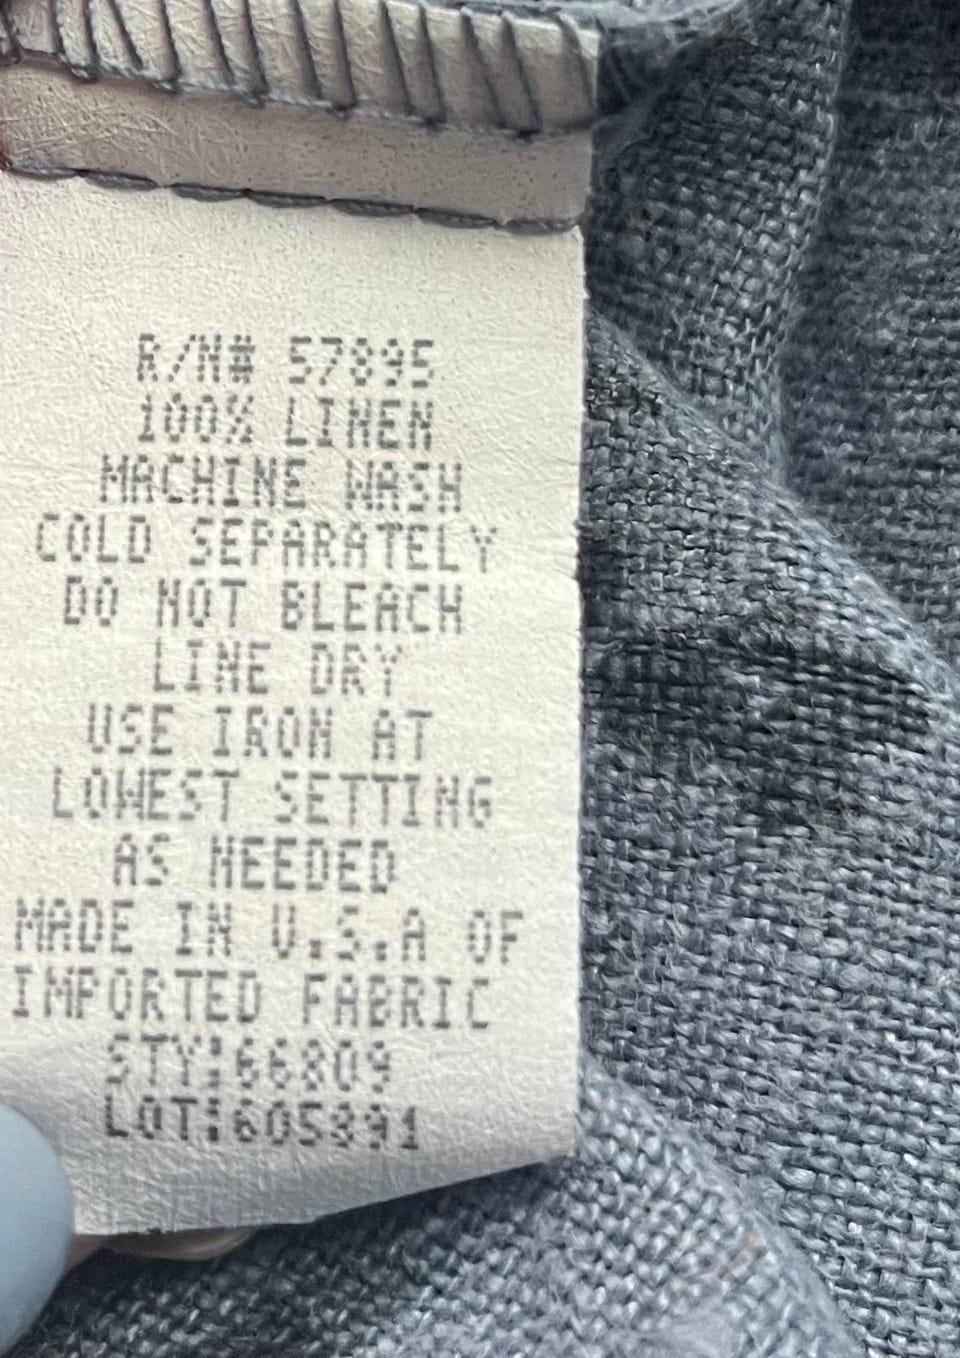 R/N# 57895
100% LINEN
MACHINE WASH
COLD SEPARATELY
DO NOT BLEACH
LINE DRY
USE IRON AT
LOWEST SETTING
AS NEEDED
MADE IN U.S.A OF
IMPORTED FABRIC
STY:66809
LOT:605891